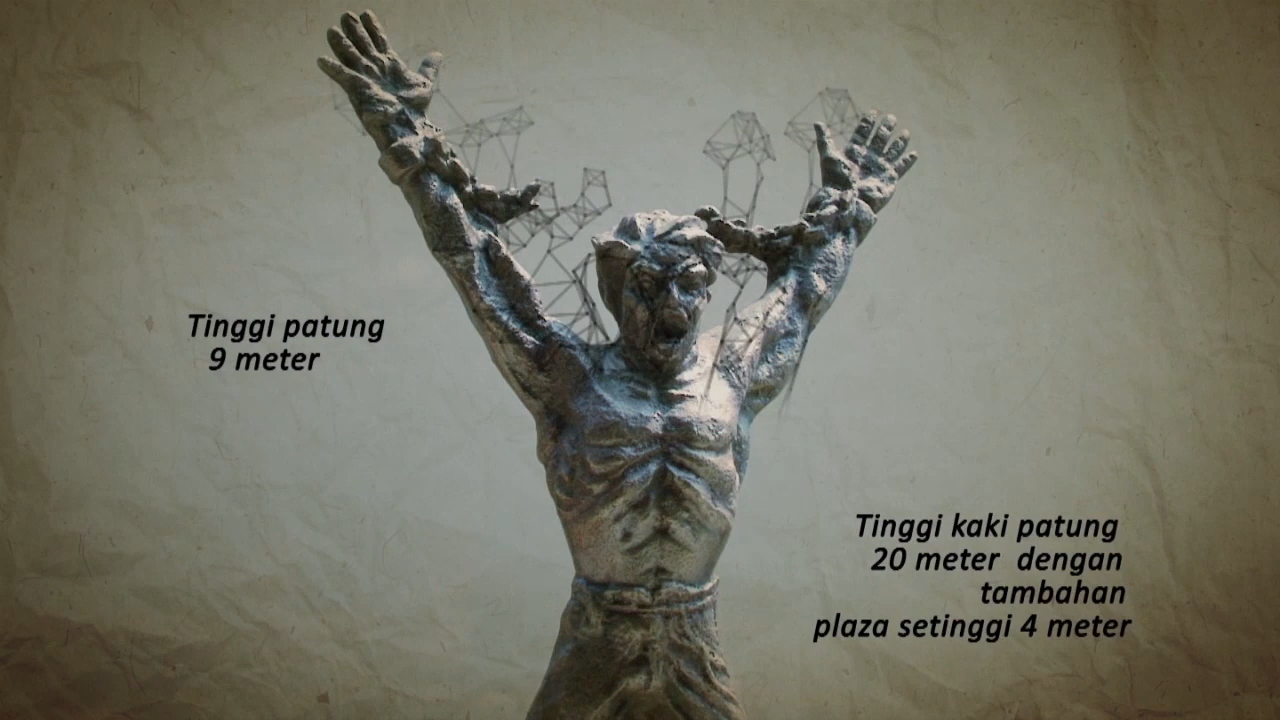 Tinggi patung
9 meter
Tinggi kaki patung
20 meter dengan
tambahan
plaza setinggi 4 meter